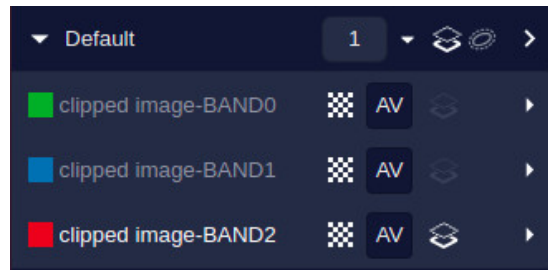 Default 1
clipped image-BAND0 AV
clipped image-BAND1 AV
clipped image-BAND2 AV